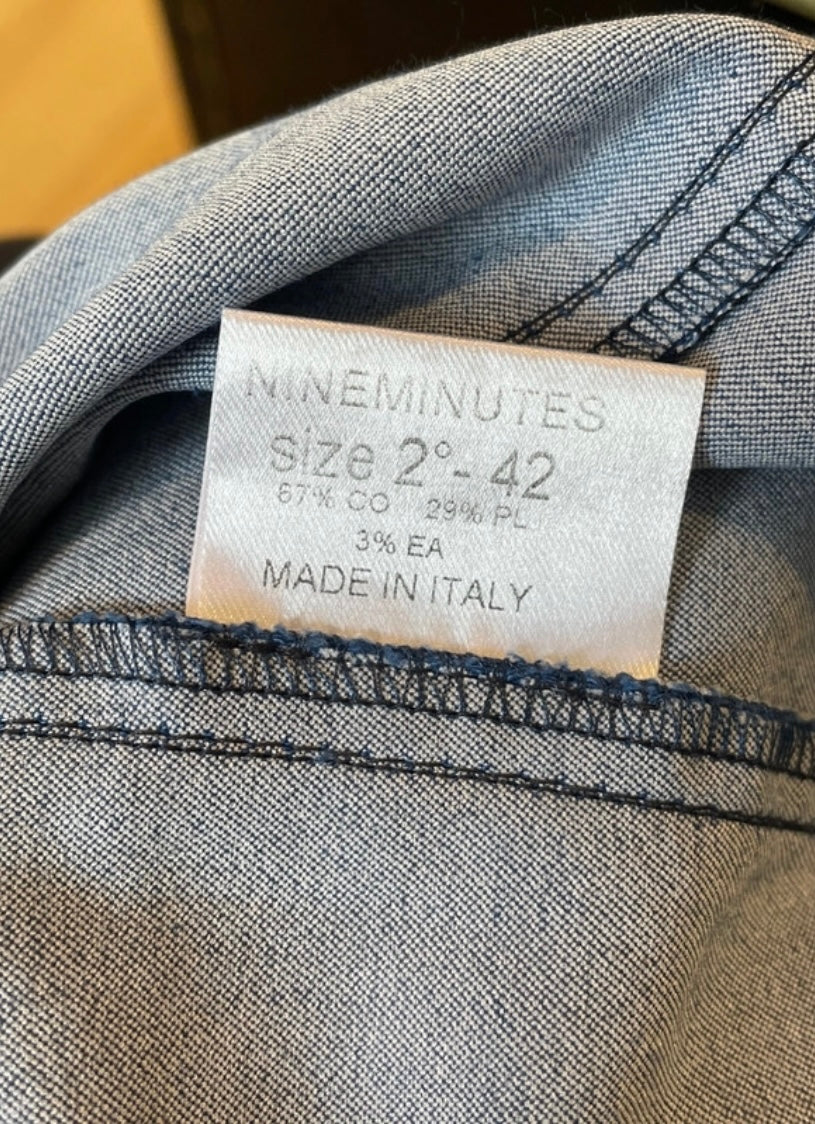 NINEMINUTES
size 2°- 42
67% CO 29% PL
3% EA
MADE IN ITALY